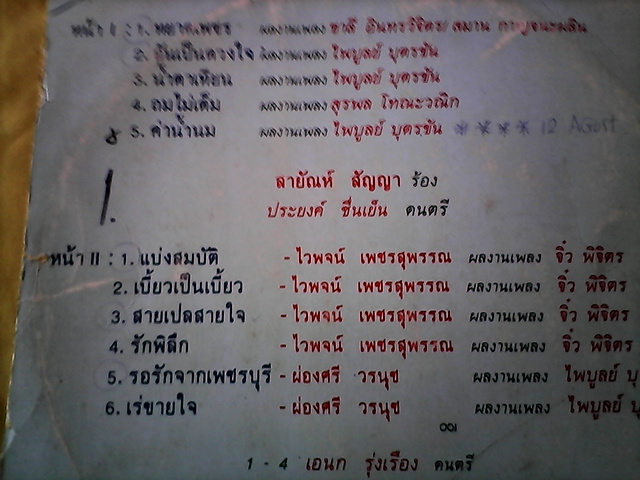 หน้า I : 1. หยาดเพชร ผลงานเพลง ชาลี อินทรวิจิตร/ สมาน กาญจนะผลิน
2. ฉันเป็นดวงใจ ผลงานเพลง ไพบูลย์ บุตรขัน
3. น้ำตาเทียน ผลงานเพลง ไพบูลย์ บุตรขัน
4. ลมไม่เต็ม ผลงานเพลง สุรพล โทณะวณิก
5. ค่าน้ำนม ผลงานเพลง ไพบูลย์ บุตรขัน **** 12 AGUST
1.
สายัณห์ สัญญา ร้อง
ประยงค์ ชื่นเย็น ดนตรี
หน้า II : 1. แบ่งสมบัติ - ไวพจน์ เพชรสุพรรณ ผลงานเพลง จิ๋ว พิจิตร
2. เบี้ยวเป็นเบี้ยว - ไวพจน์ เพชรสุพรรณ ผลงานเพลง จิ๋ว พิจิตร
3. สายเปลสายใจ - ไวพจน์ เพชรสุพรรณ ผลงานเพลง จิ๋ว พิจิตร
4. รักพิลึก - ไวพจน์ เพชรสุพรรณ ผลงานเพลง จิ๋ว พิจิตร
5. รอรักจากเพชรบุรี - ผ่องศรี วรนุช ผลงานเพลง ไพบูลย์ บุ
6. เร่ขายใจ - ผ่องศรี วรนุช ผลงานเพลง ไพบูลย์ บุ
1 - 4 เอนก รุ่งเรือง ดนตรี